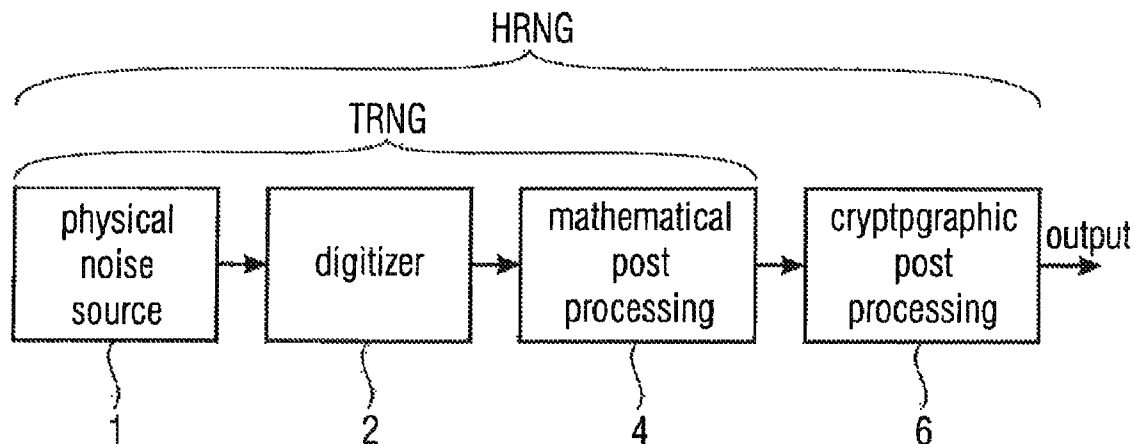 HRNG
TRNG
physical
noise
source
digitizer
mathematical
post
processing
cryptpgraphic
post
processing
output
1
2
4
6